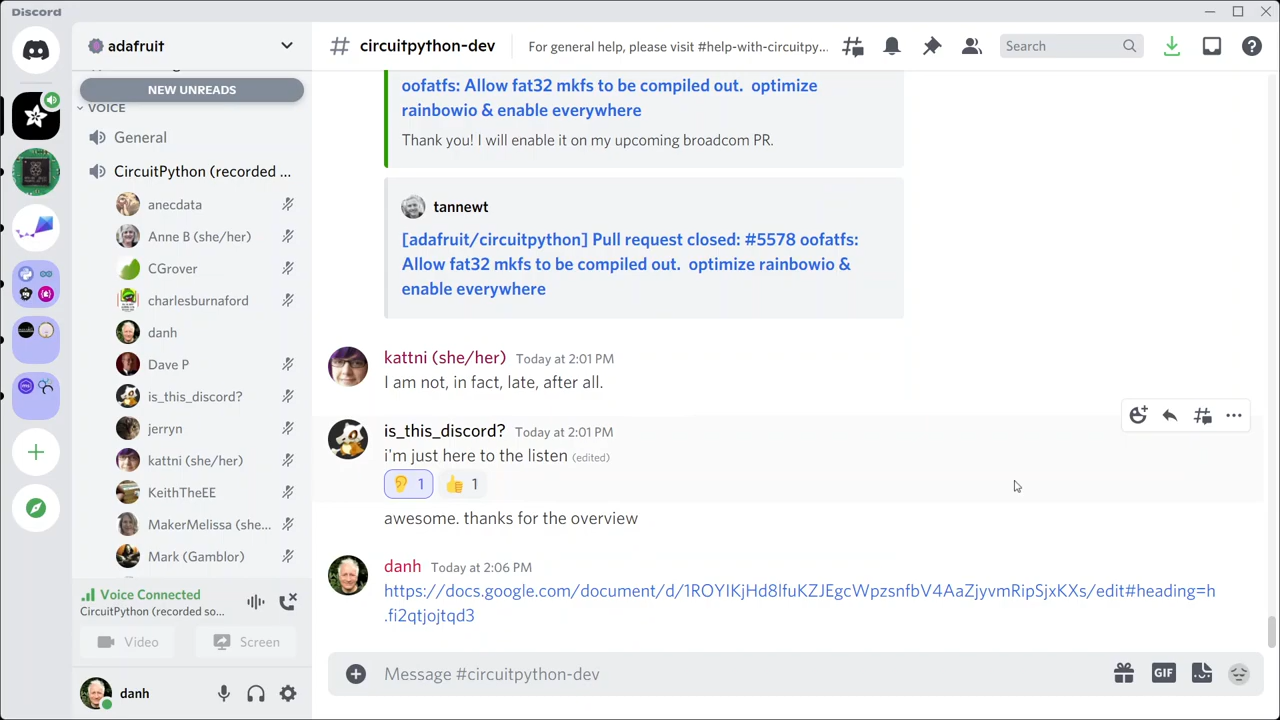 Discord
adafruit
# circuitpython-dev
For general help, please visit #help-with-circuitpy...
Search
NEW UNREADS
VOICE
General
CircuitPython (recorded ...
anecdata
Anne B (she/her)
CGrover
charlesburnaford
danh
Dave P
is_this_discord?
jerryn
kattni (she/her)
KeithTheEE
MakerMelissa (she...
Mark (Gamblor)
Voice Connected
CircuitPython (recorded so...
Video
Screen
danh
oofatfs: Allow fat32 mkfs to be compiled out. optimize
rainbowio & enable everywhere
Thank you! I will enable it on my upcoming broadcom PR.
tannewt
[adafruit/circuitpython] Pull request closed: #5578 oofatfs:
Allow fat32 mkfs to be compiled out. optimize rainbowio &
enable everywhere
kattni (she/her) Today at 2:01 PM
I am not, in fact, late, after all.
is_this_discord? Today at 2:01 PM
i'm just here to the listen (edited)
👂 1 👍 1
awesome. thanks for the overview
danh Today at 2:06 PM
https://docs.google.com/document/d/1ROYIKjHd8lfuKZJEgcWpzsnfbV4AaZjyvmRipSjxKXs/edit#heading=h
.fi2qtjojtqd3
Message #circuitpython-dev
GIF